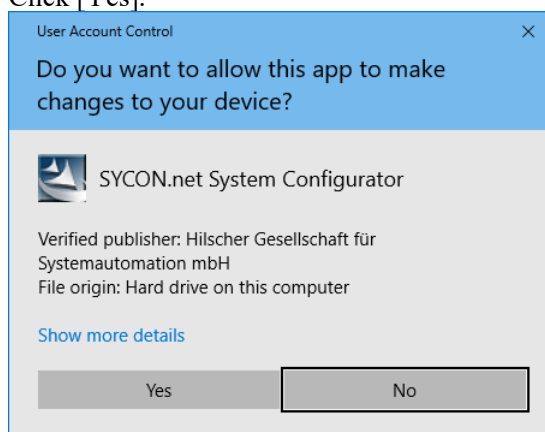 Click [Yes].
User Account Control
Do you want to allow this app to make
changes to your device?
SYCON.net System Configurator
Verified publisher: Hilscher Gesellschaft für
Systemautomation mbH
File origin: Hard drive on this computer
Show more details
Yes
No